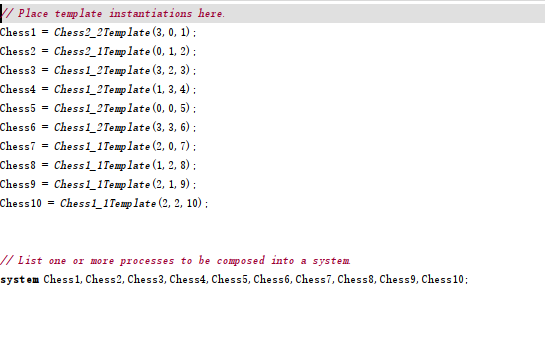 // Place template instantiations here.
Chess1 = Chess2_2Template(3,0,1);
Chess2 = Chess2_1Template(0,1,2);
Chess3 = Chess1_2Template(3,2,3);
Chess4 = Chess1_2Template(1,3,4);
Chess5 = Chess1_2Template(0,0,5);
Chess6 = Chess1_2Template(3,3,6);
Chess7 = Chess1_1Template(2,0,7);
Chess8 = Chess1_1Template(1,2,8);
Chess9 = Chess1_1Template(2,1,9);
Chess10 = Chess1_1Template(2,2,10);
// List one or more processes to be composed into a system.
system Chess1,Chess2,Chess3,Chess4,Chess5,Chess6,Chess7,Chess8,Chess9,Chess10;